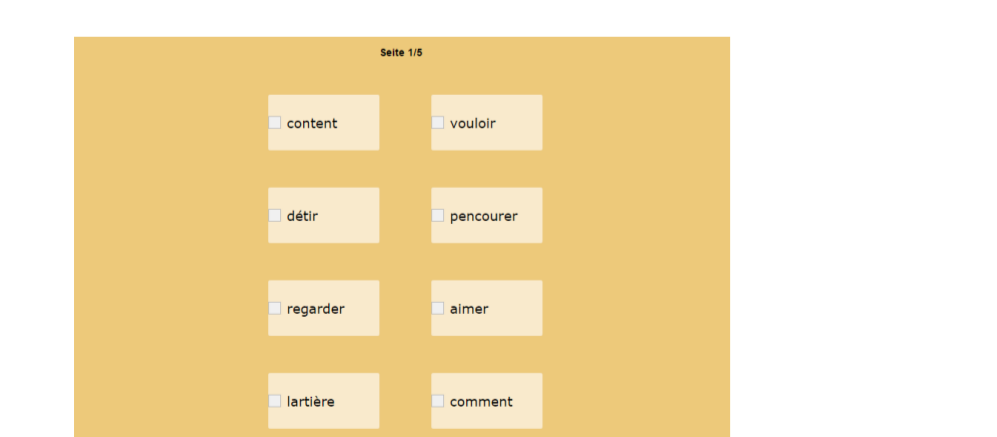 Seite 1/5
content vouloir
détir pencourer
regarder aimer
lartière comment